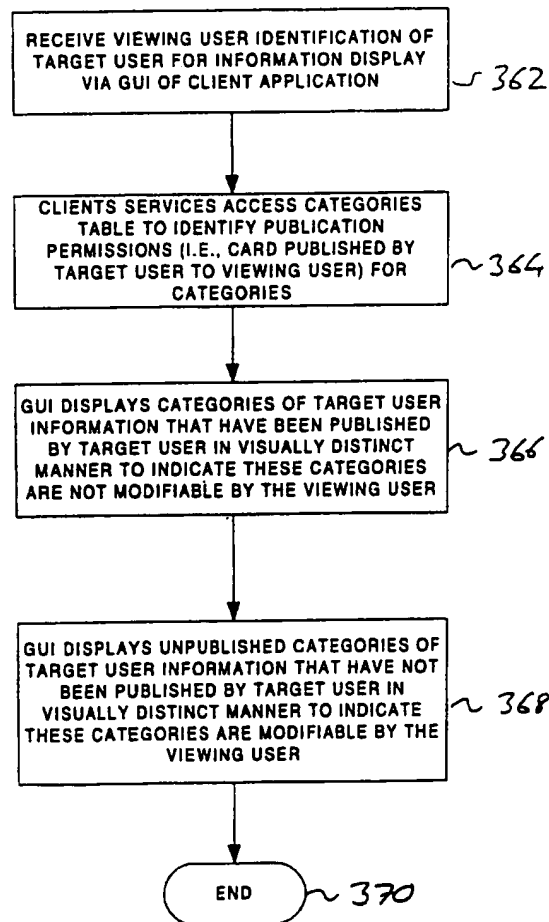 RECEIVE VIEWING USER IDENTIFICATION OF
TARGET USER FOR INFORMATION DISPLAY
VIA GUI OF CLIENT APPLICATION
362
CLIENTS SERVICES ACCESS CATEGORIES
TABLE TO IDENTIFY PUBLICATION
PERMISSIONS (I.E., CARD PUBLISHED BY
TARGET USER TO VIEWING USER) FOR
CATEGORIES
364
GUI DISPLAYS CATEGORIES OF TARGET USER
INFORMATION THAT HAVE BEEN PUBLISHED
BY TARGET USER IN VISUALLY DISTINCT
MANNER TO INDICATE THESE CATEGORIES
ARE NOT MODIFIABLE BY THE VIEWING USER
366
GUI DISPLAYS UNPUBLISHED CATEGORIES OF
TARGET USER INFORMATION THAT HAVE NOT
BEEN PUBLISHED BY TARGET USER IN
VISUALLY DISTINCT MANNER TO INDICATE
THESE CATEGORIES ARE MODIFIABLE BY THE
VIEWING USER
368
END
370